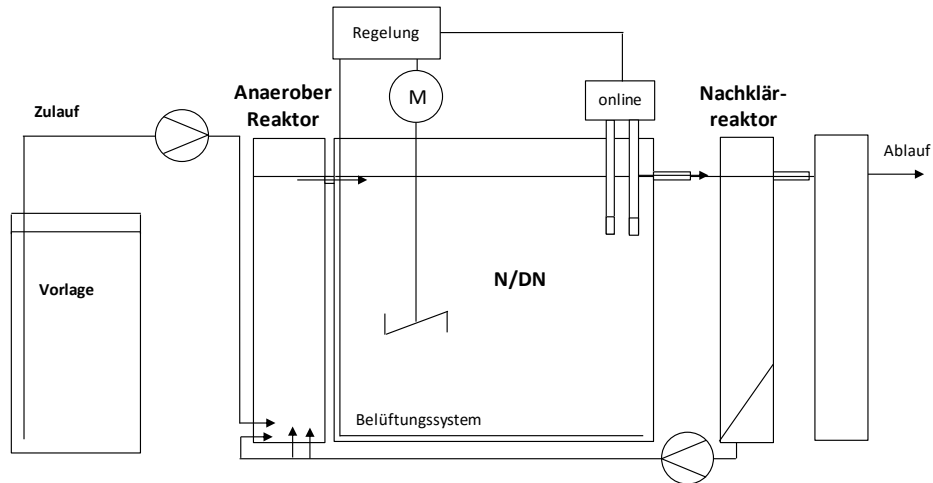 Regelung
M
online
Anaerober
Reaktor
Nachklär-
reaktor
Zulauf
Ablauf
Vorlage
N/DN
Belüftungssystem